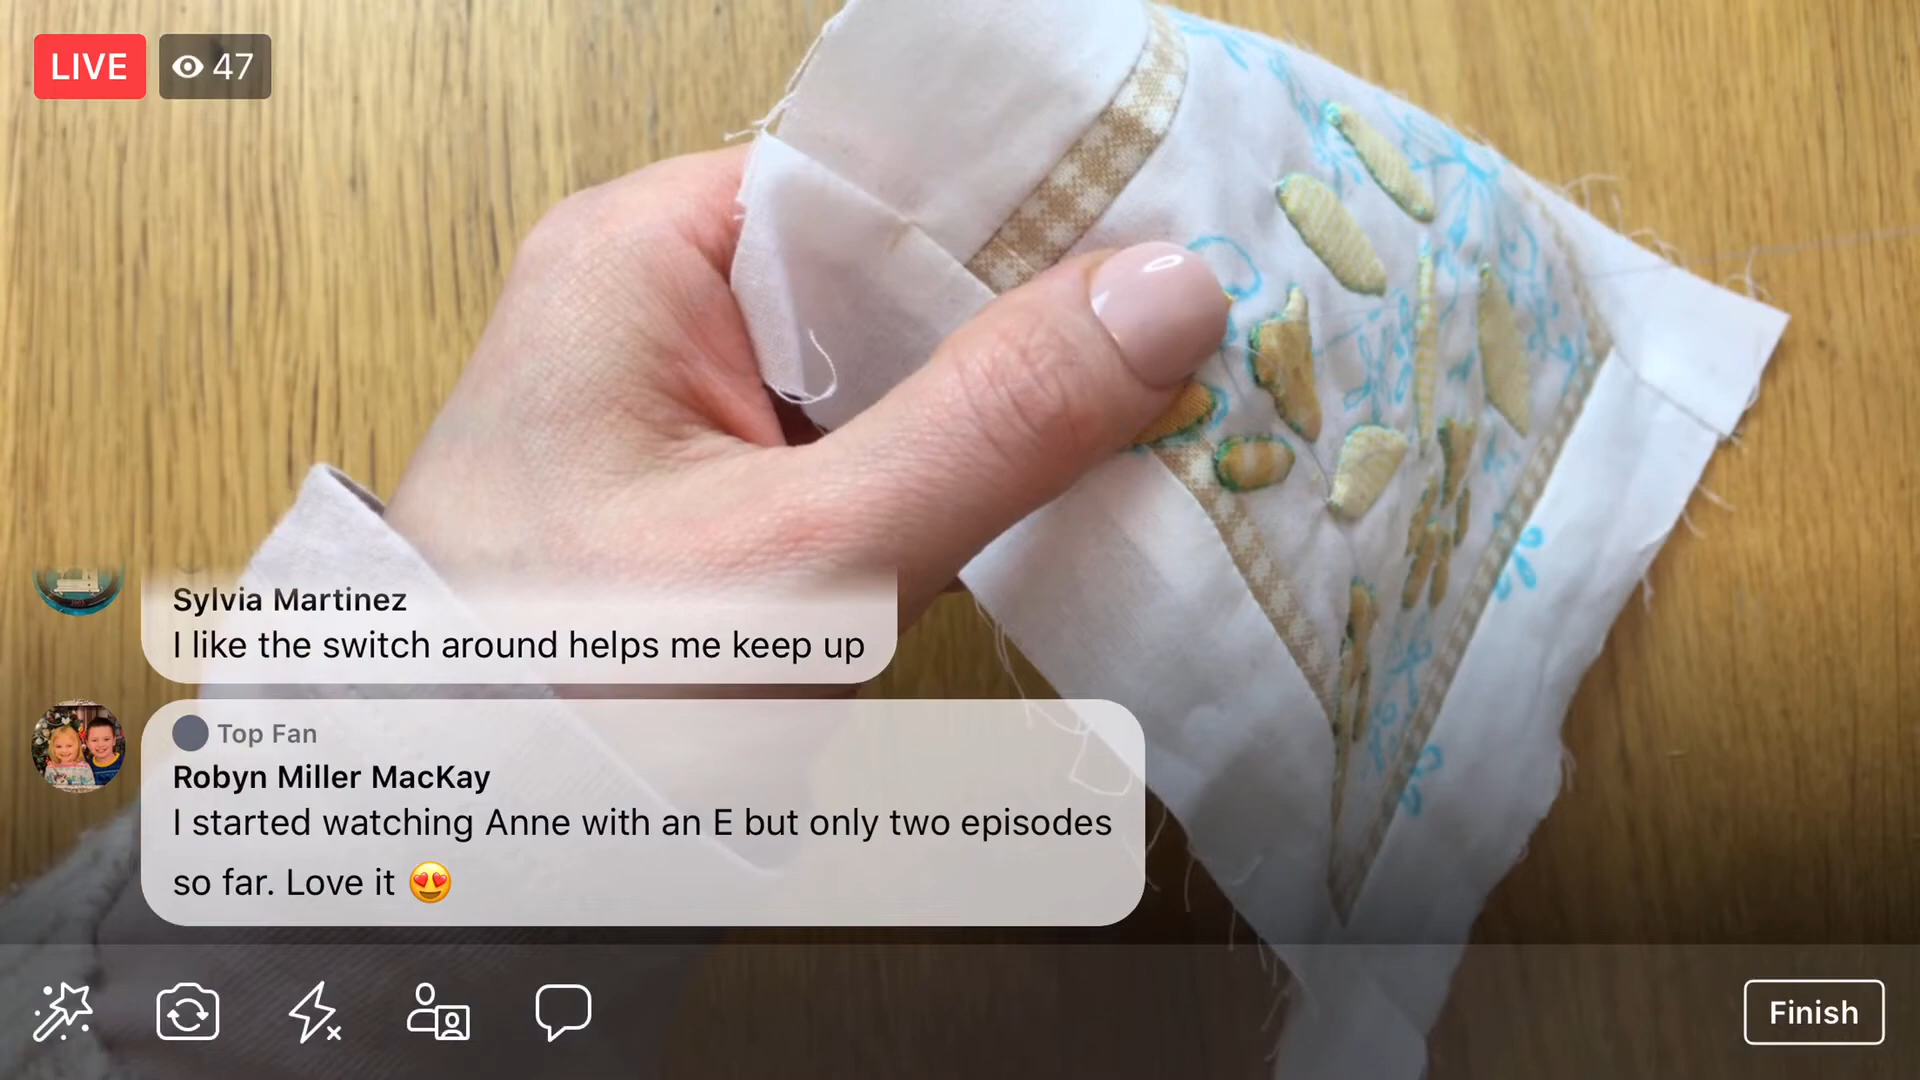 LIVE
47
Sylvia Martinez
I like the switch around helps me keep up
Top Fan
Robyn Miller MacKay
I started watching Anne with an E but only two episodes
so far. Love it 😍
Finish